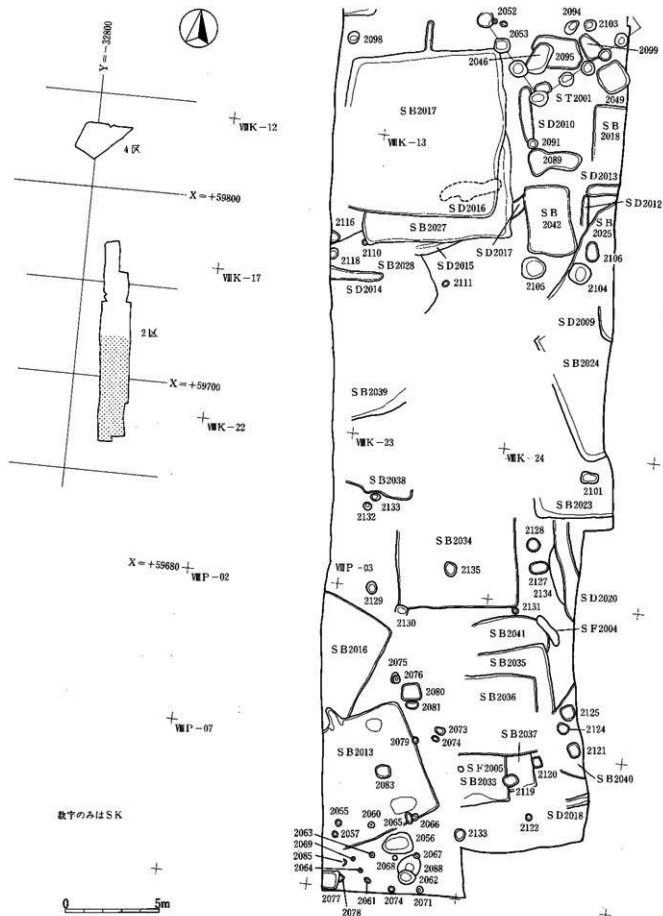 Y=-32800
4区
X=+59800
2区
X=+59700
X=+59680
ⅧK-12
ⅧK-17
ⅧK-22
ⅧP-02
ⅧP-07
数字のみはSK
0 5m
2052
2094
2103
2098
2053
2046
2095
2099
SB2017
ST2001
2049
SD2010
SB
2018
ⅧK-13
2091
2089
SD2013
SD2016
SB
2042
SD2012
SB
2025
2116
SB2027
SD2017
2110
2118
SB2028
SD2015
2106
SD2014
2111
2105
2104
SD2009
SB2024
SB2039
ⅧK-23
ⅧK-24
SB2038
2101
2133
SB2023
2132
2128
SB2034
ⅧP-03
2135
2127
2129
2134
SD2020
2130
2131
SF2004
SB2041
SB2016
SB2035
2075
2076
2080
SB2036
2081
2125
2073
2124
SB2037
SB2013
2079
2074
2121
SF2005
2120
2083
SB2033
SB2040
2119
2065
2066
SD2018
2055
2060
2063
2056
2122
2057
2133
2069
2067
2085
2068
2088
2064
2062
2077
2061
2074
2071
2078